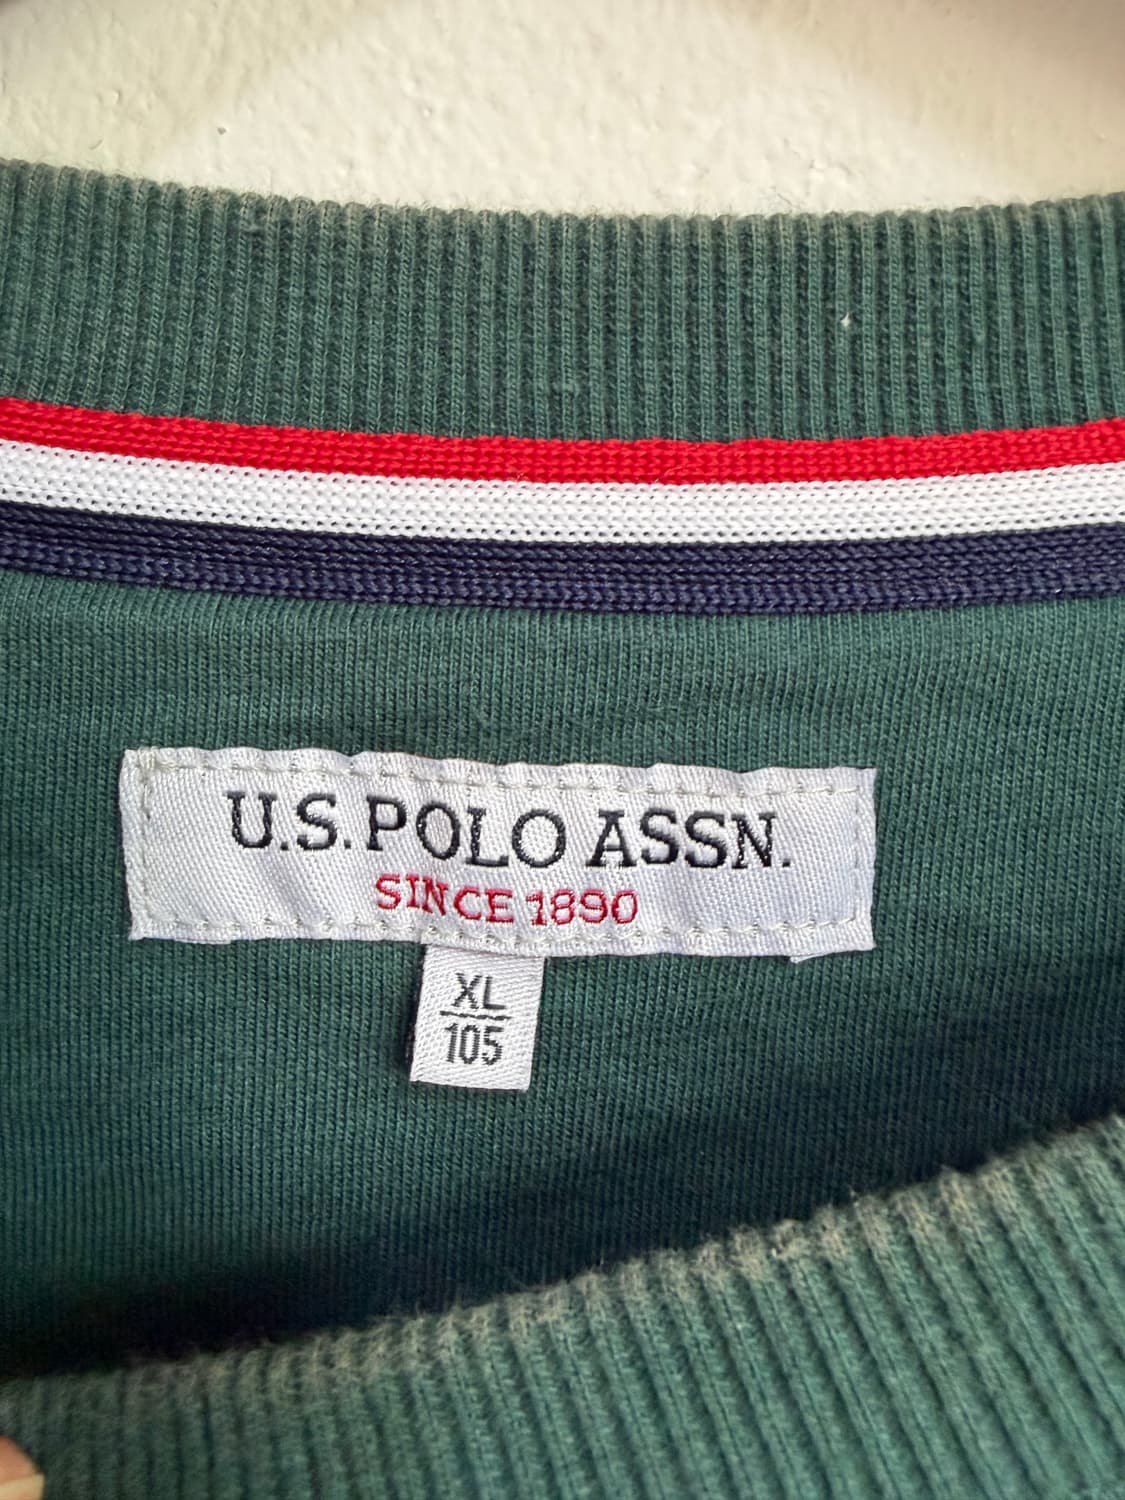 U.S. POLO ASSN.
SINCE 1890
XL
105